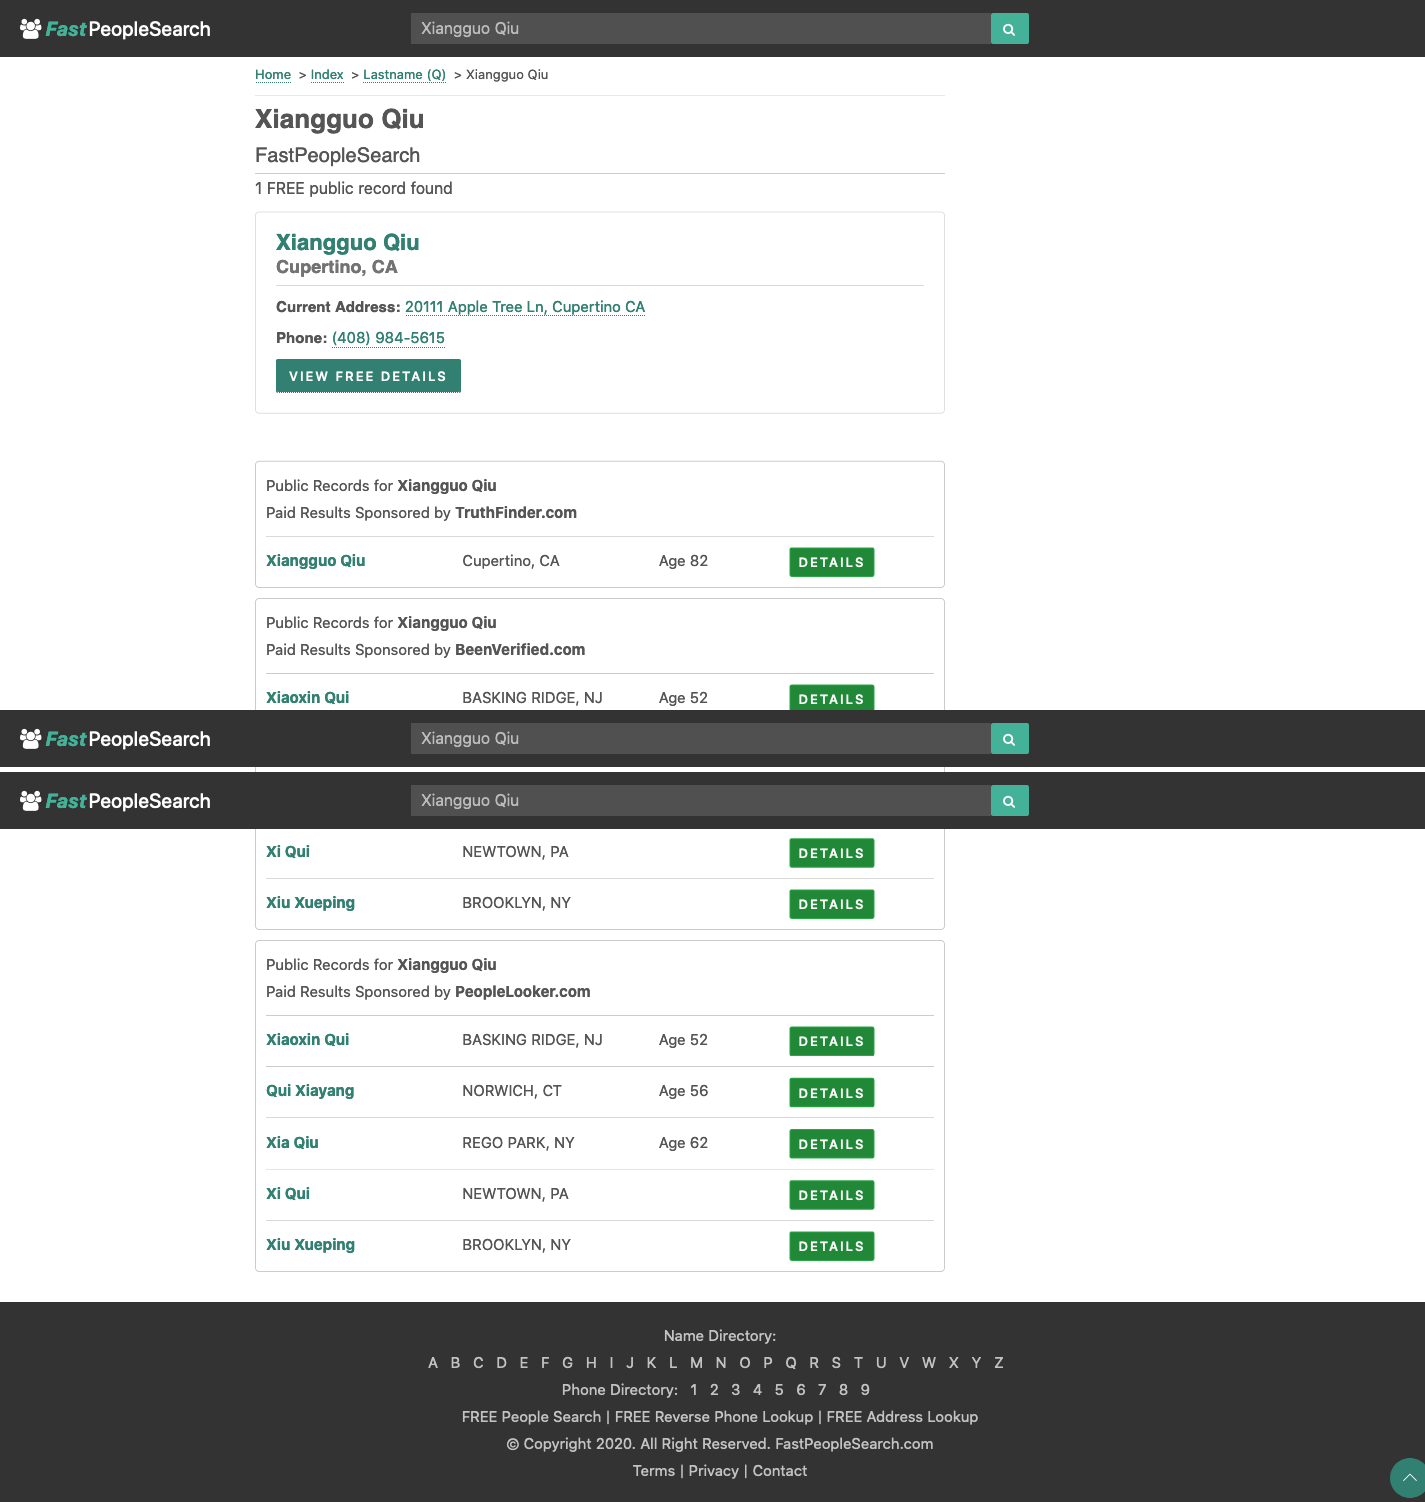 FastPeopleSearch
Xiangguo Qiu
Home > Index > Lastname (Q) > Xiangguo Qiu
Xiangguo Qiu
FastPeopleSearch
1 FREE public record found
Xiangguo Qiu
Cupertino, CA
Current Address: 20111 Apple Tree Ln, Cupertino CA
Phone: (408) 984-5615
VIEW FREE DETAILS
Public Records for Xiangguo Qiu
Paid Results Sponsored by TruthFinder.com
Xiangguo Qiu Cupertino, CA Age 82 DETAILS
Public Records for Xiangguo Qiu
Paid Results Sponsored by BeenVerified.com
Xiaoxin Qui BASKING RIDGE, NJ Age 52 DETAILS
FastPeopleSearch
Xiangguo Qiu
FastPeopleSearch
Xiangguo Qiu
Xi Qui NEWTOWN, PA DETAILS
Xiu Xueping BROOKLYN, NY DETAILS
Public Records for Xiangguo Qiu
Paid Results Sponsored by PeopleLooker.com
Xiaoxin Qui BASKING RIDGE, NJ Age 52 DETAILS
Qui Xiayang NORWICH, CT Age 56 DETAILS
Xia Qiu REGO PARK, NY Age 62 DETAILS
Xi Qui NEWTOWN, PA DETAILS
Xiu Xueping BROOKLYN, NY DETAILS
Name Directory:
A B C D E F G H I J K L M N O P Q R S T U V W X Y Z
Phone Directory: 1 2 3 4 5 6 7 8 9
FREE People Search | FREE Reverse Phone Lookup | FREE Address Lookup
© Copyright 2020. All Right Reserved. FastPeopleSearch.com
Terms | Privacy | Contact